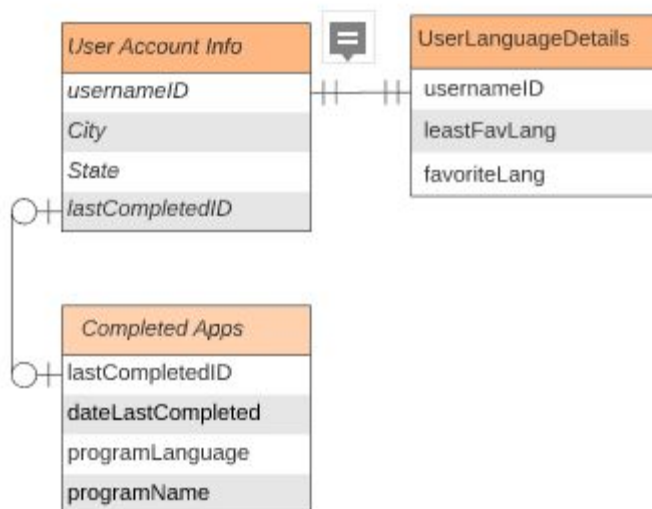 User Account Info
usernameID
City
State
lastCompletedID
UserLanguageDetails
usernameID
leastFavLang
favoriteLang
Completed Apps
lastCompletedID
dateLastCompleted
programLanguage
programName